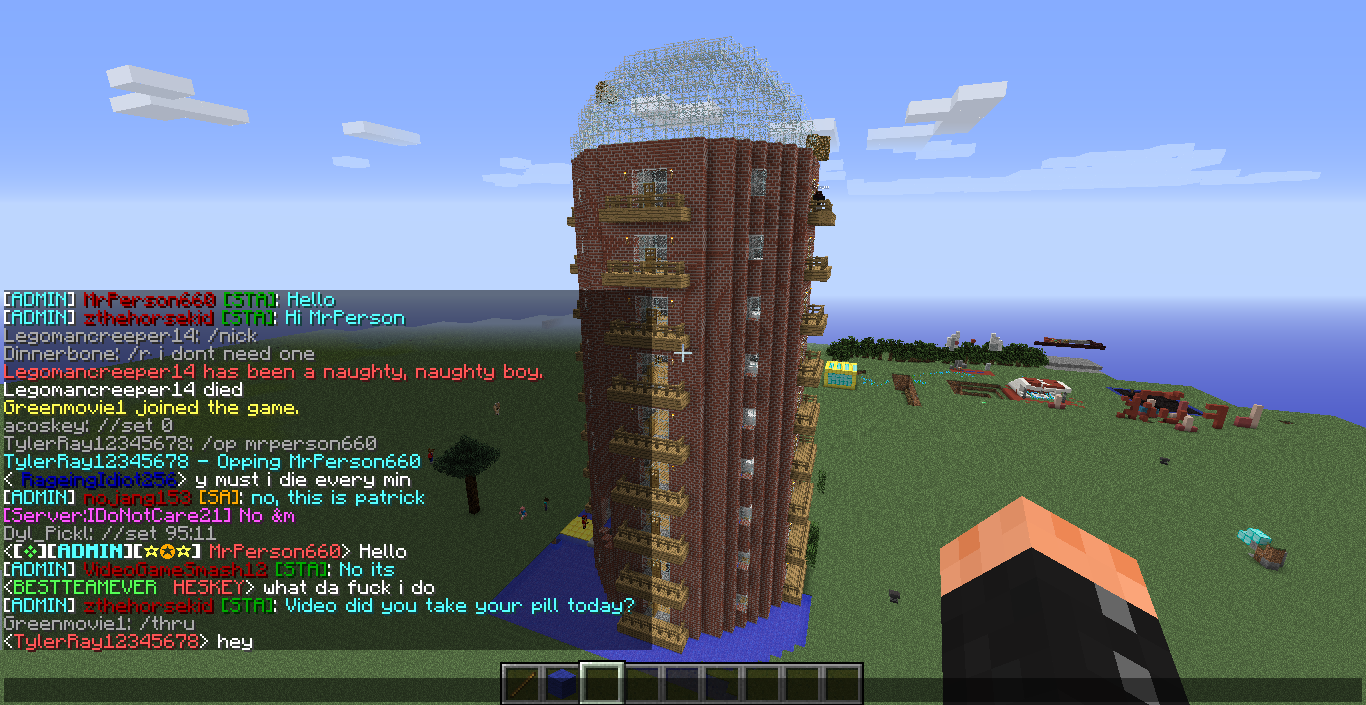 [ADMIN] MrPerson660 [STA]: Hello
[ADMIN] zthehorsekid [STA]: Hi MrPerson
Legomancreeper14: /nick
Dinnerbone: /r i dont need one
Legomancreeper14 has been a naughty, naughty boy.
Legomancreeper14 died
Greenmovie1 joined the game.
acoskey: //set 0
TylerRay12345678: /op mrperson660
TylerRay12345678 - Opping MrPerson660
< RageingIdiot256> y must i die every min
[ADMIN] nojang153 [SA]: no, this is patrick
[Server:IDoNotCare21] No &m
Dyl_Pickl: //set 95:11
<[❖][ADMIN][☆✪☆] MrPerson660> Hello
[ADMIN] VideoGameSmash12 [STA]: No its
<BESTTEAMEVER HESKEY> what da fuck i do
[ADMIN] zthehorsekid [STA]: Video did you take your pill today?
Greenmovie1: /thru
<TylerRay12345678> hey